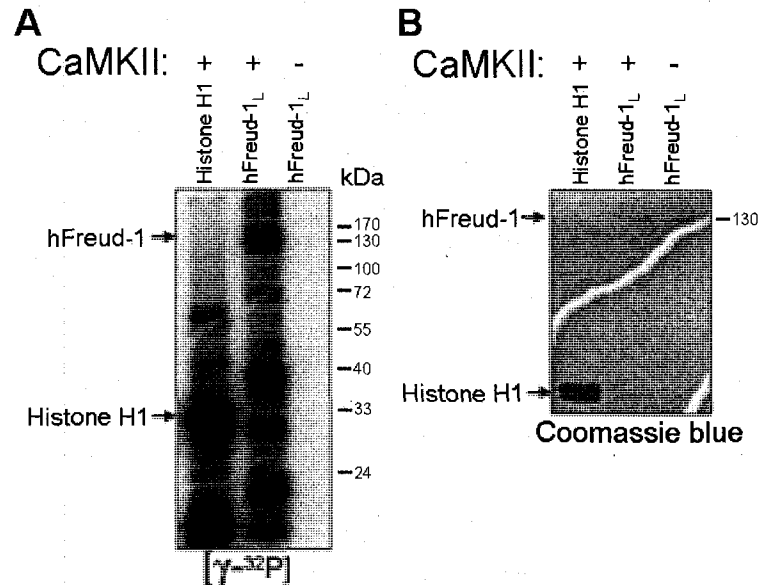 A
CaMKII: + + -
Histone H1
hFreud-1L
hFreud-1L
kDa
hFreud-1
170
130
100
72
55
40
33
24
Histone H1
[γ-32P]
B
CaMKII: + + -
Histone H1
hFreud-1L
hFreud-1L
hFreud-1
130
Histone H1
Coomassie blue